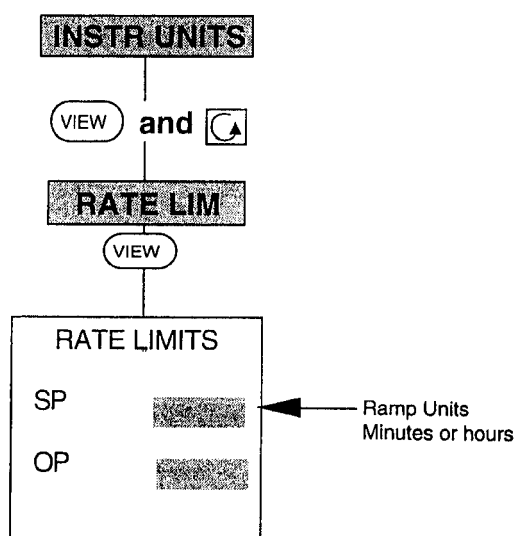 INSTR UNITS
VIEW and
RATE LIM
VIEW
RATE LIMITS
SP
Ramp Units
Minutes or hours
OP